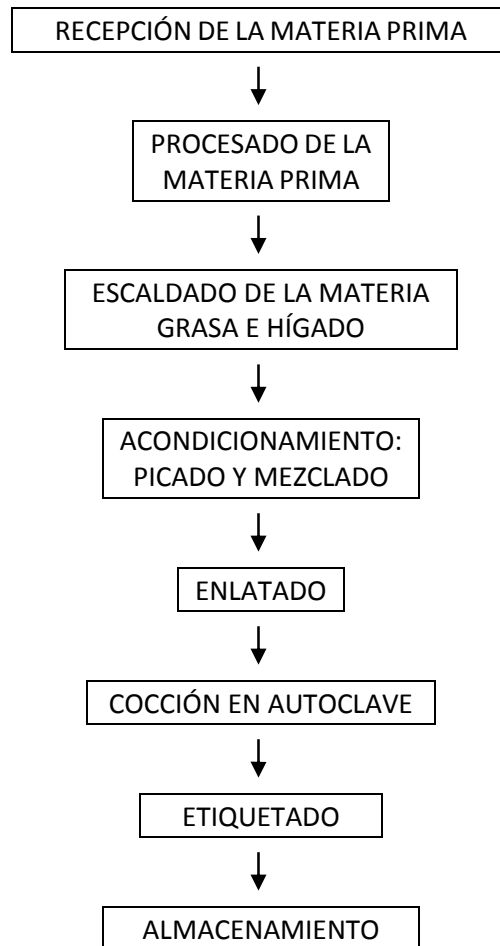 RECEPCIÓN DE LA MATERIA PRIMA
PROCESADO DE LA
MATERIA PRIMA
ESCALDADO DE LA MATERIA
GRASA E HÍGADO
ACONDICIONAMIENTO:
PICADO Y MEZCLADO
ENLATADO
COCCIÓN EN AUTOCLAVE
ETIQUETADO
ALMACENAMIENTO